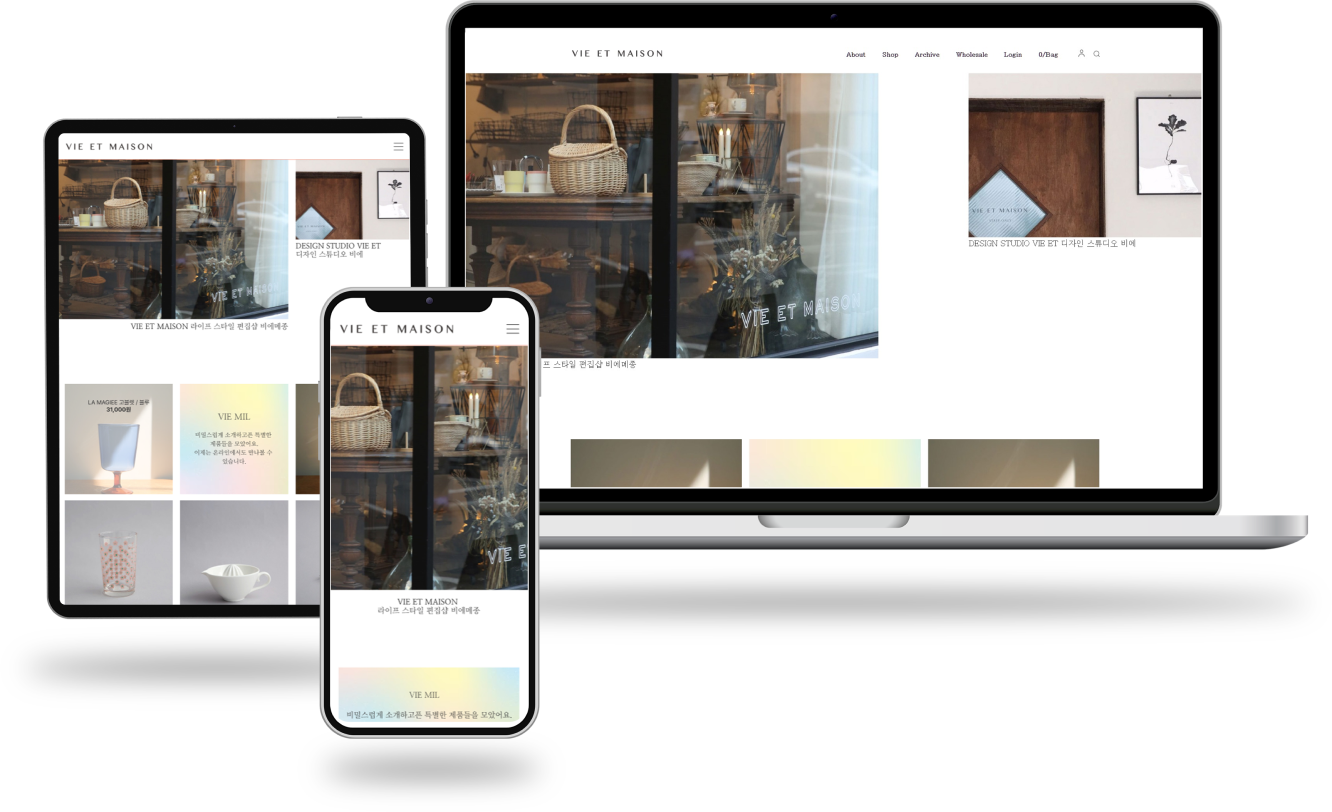 VIE ET MAISON
About Shop Archive Wholesale Login 0/Bag
VIE ET MAISON
VIE ET MAISON
DESIGN STUDIO VIE ET 디자인 스튜디오 비에
프 스타일 편집샵 비에메종
VIE ET MAISON
VIE ET MAISON
VIE ET MAISON 라이프 스타일 편집샵 비에메종
DESIGN STUDIO VIE ET
디자인 스튜디오 비에
LA MAGIEE 고블렛 / 블루
31,000원
VIE MIL
비밀스럽게 소개하고픈 특별한
제품들을 모았어요.
이제는 온라인에서도 만나볼 수
있습니다.
VIE ET MAISON
VIE E
VIE ET MAISON
라이프 스타일 편집샵 비에메종
VIE MIL
비밀스럽게 소개하고픈 특별한 제품들을 모았어요.